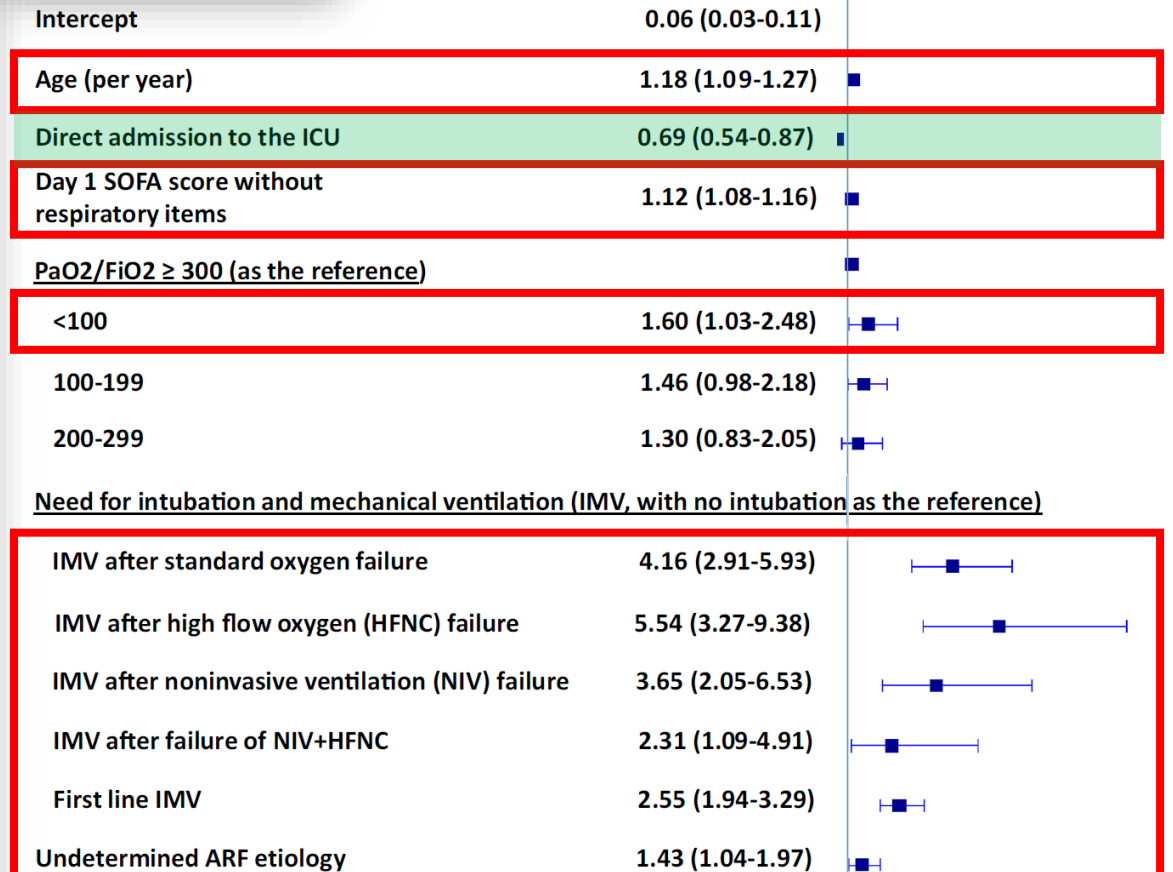 Intercept 0.06 (0.03-0.11)
Age (per year) 1.18 (1.09-1.27)
Direct admission to the ICU 0.69 (0.54-0.87)
Day 1 SOFA score without
respiratory items 1.12 (1.08-1.16)
PaO2/FiO2 ≥ 300 (as the reference)
<100 1.60 (1.03-2.48)
100-199 1.46 (0.98-2.18)
200-299 1.30 (0.83-2.05)
Need for intubation and mechanical ventilation (IMV, with no intubation as the reference)
IMV after standard oxygen failure 4.16 (2.91-5.93)
IMV after high flow oxygen (HFNC) failure 5.54 (3.27-9.38)
IMV after noninvasive ventilation (NIV) failure 3.65 (2.05-6.53)
IMV after failure of NIV+HFNC 2.31 (1.09-4.91)
First line IMV 2.55 (1.94-3.29)
Undetermined ARF etiology 1.43 (1.04-1.97)